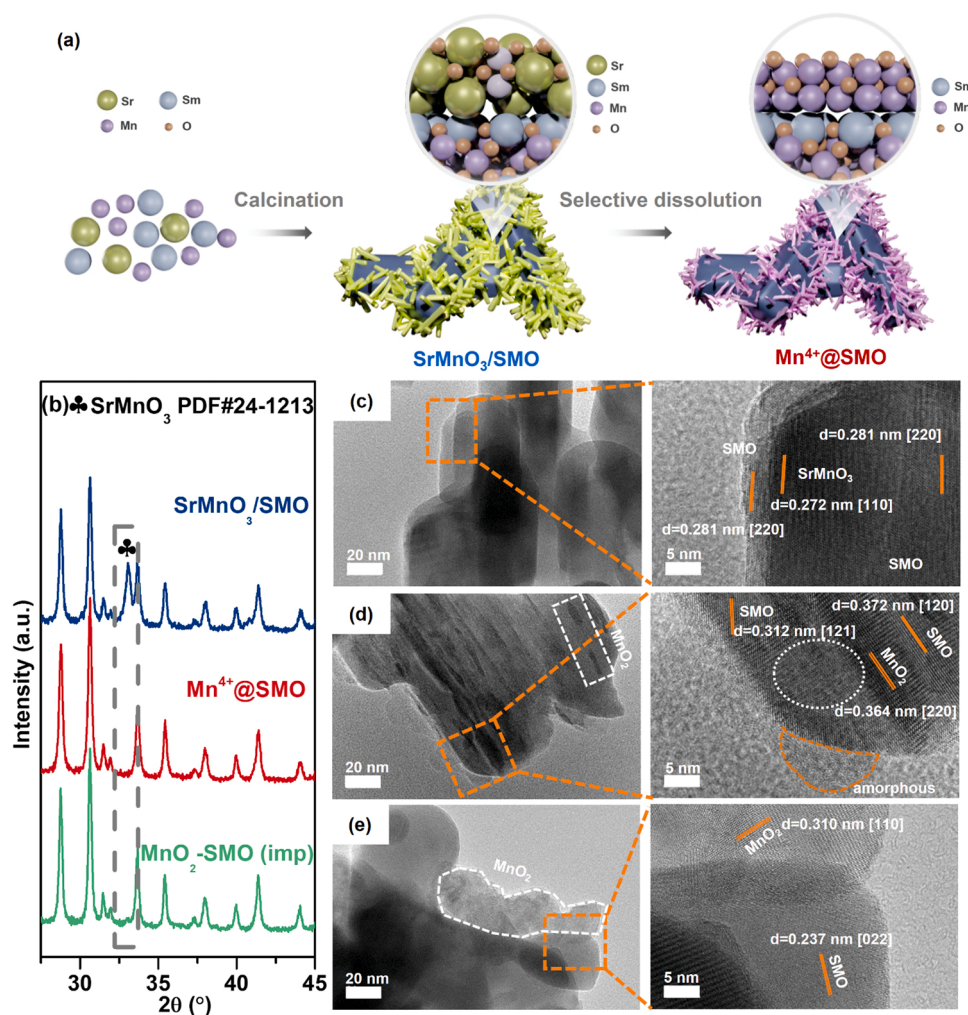 (a)
Sr
Sm
Mn
O
Calcination
Sr
Sm
Mn
O
SrMnO₃/SMO
Selective dissolution
Sm
Mn
O
Mn⁴⁺@SMO
(b) ♣ SrMnO₃ PDF#24-1213
SrMnO₃/SMO
♣
Mn⁴⁺@SMO
MnO₂-SMO (imp)
Intensity (a.u.)
30
35
40
45
2θ (°)
(c)
20 nm
d=0.281 nm [220]
SMO
SrMnO₃
d=0.272 nm [110]
d=0.281 nm [220]
SMO
5 nm
(d)
MnO₂
20 nm
SMO
d=0.312 nm [121]
d=0.372 nm [120]
SMO
MnO₂
d=0.364 nm [220]
5 nm
amorphous
(e)
MnO₂
20 nm
d=0.310 nm [110]
MnO₂
d=0.237 nm [022]
SMO
5 nm